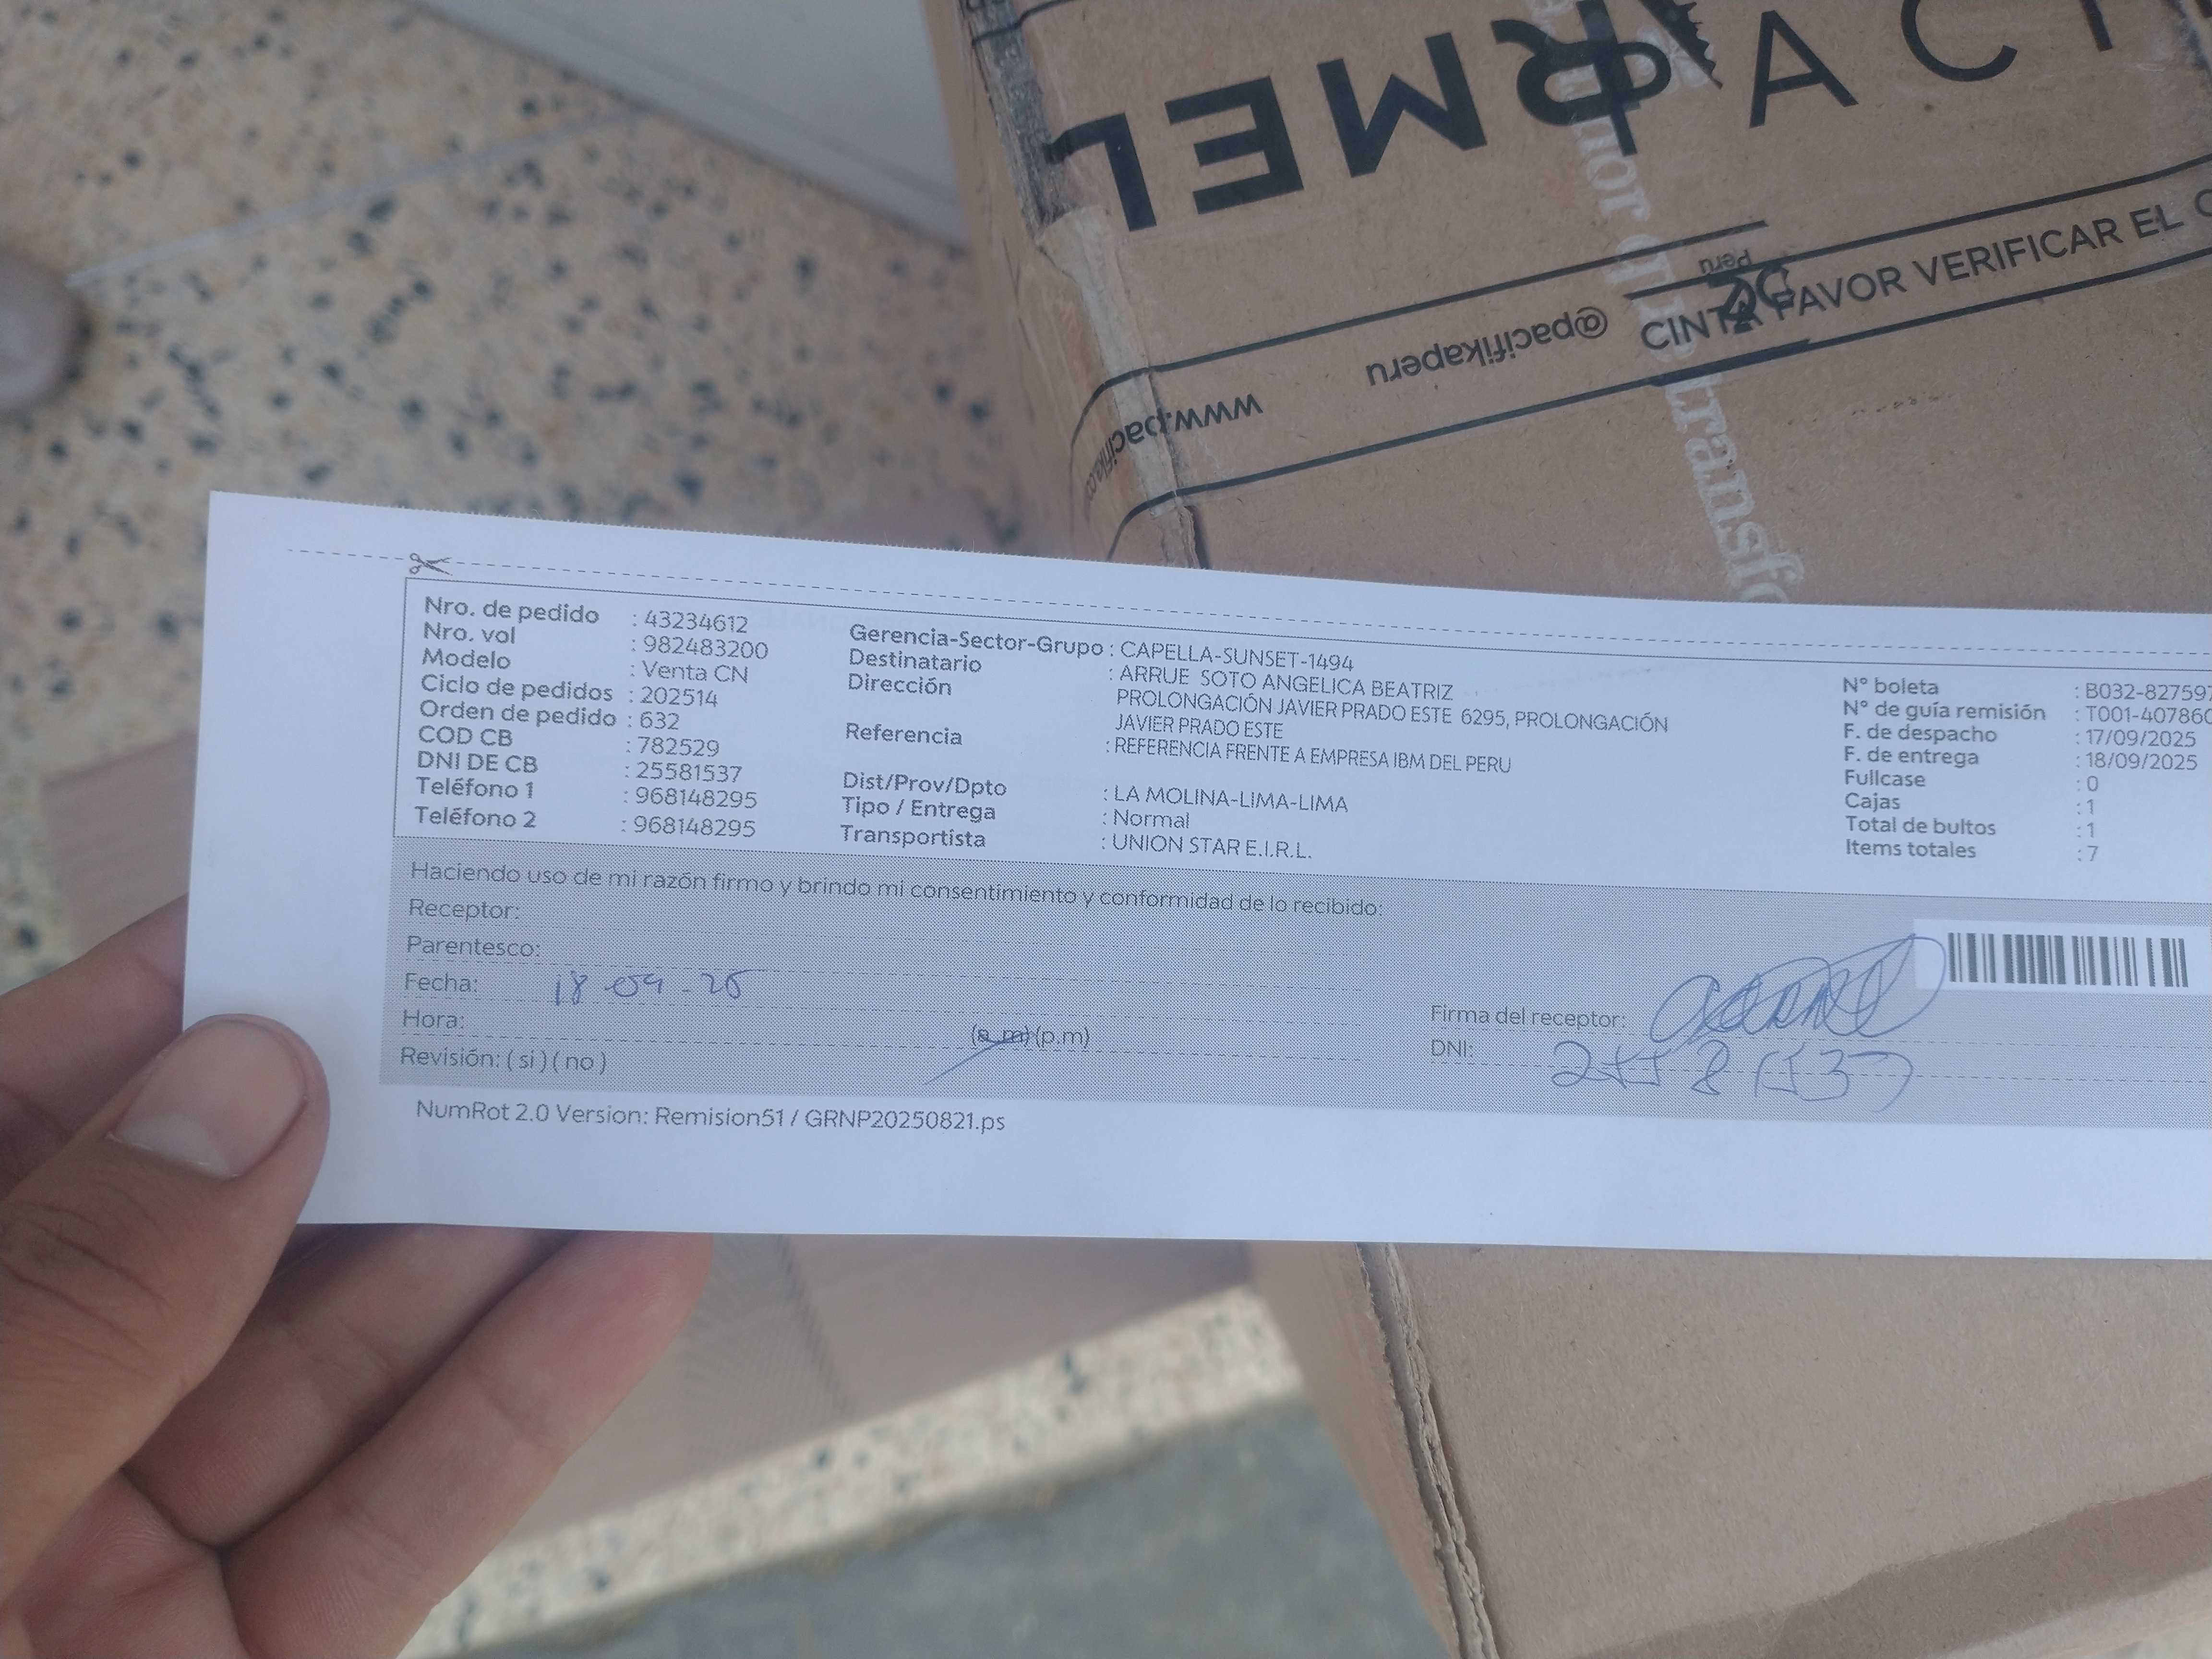 RMEL
PACI
Peru
CINTA FAVOR VERIFICAR EL
@pacifikaperu
www.pacifika.co
Nro. de pedido : 43234612
Nro. vol : 982483200
Modelo : Venta CN
Ciclo de pedidos : 202514
Orden de pedido : 632
COD CB : 782529
DNI DE CB : 25581537
Teléfono 1 : 968148295
Teléfono 2 : 968148295
Gerencia-Sector-Grupo : CAPELLA-SUNSET-1494
Destinatario : ARRUE SOTO ANGELICA BEATRIZ
Dirección PROLONGACIÓN JAVIER PRADO ESTE 6295, PROLONGACIÓN
JAVIER PRADO ESTE
Referencia : REFERENCIA FRENTE A EMPRESA IBM DEL PERU
Dist/Prov/Dpto : LA MOLINA-LIMA-LIMA
Tipo / Entrega : Normal
Transportista : UNION STAR E.I.R.L.
N° boleta : B032-827597
N° de guía remisión : T001-407860
F. de despacho : 17/09/2025
F. de entrega : 18/09/2025
Fullcase : 0
Cajas : 1
Total de bultos : 1
Items totales : 7
Haciendo uso de mi razón firmo y brindo mi consentimiento y conformidad de lo recibido:
Receptor:
Parentesco:
Fecha: 18-09-25
Hora: (a.m) (p.m)
Revisión: ( si ) ( no )
Firma del receptor:
DNI:
NumRot 2.0 Version: Remision51 / GRNP20250821.ps